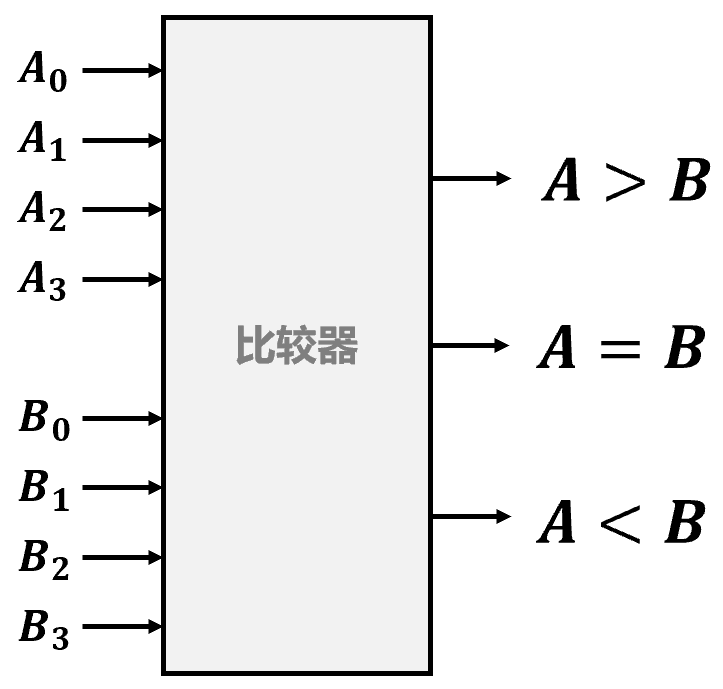 A₀
A₁
A₂
A₃
B₀
B₁
B₂
B₃
比较器
A > B
A = B
A < B